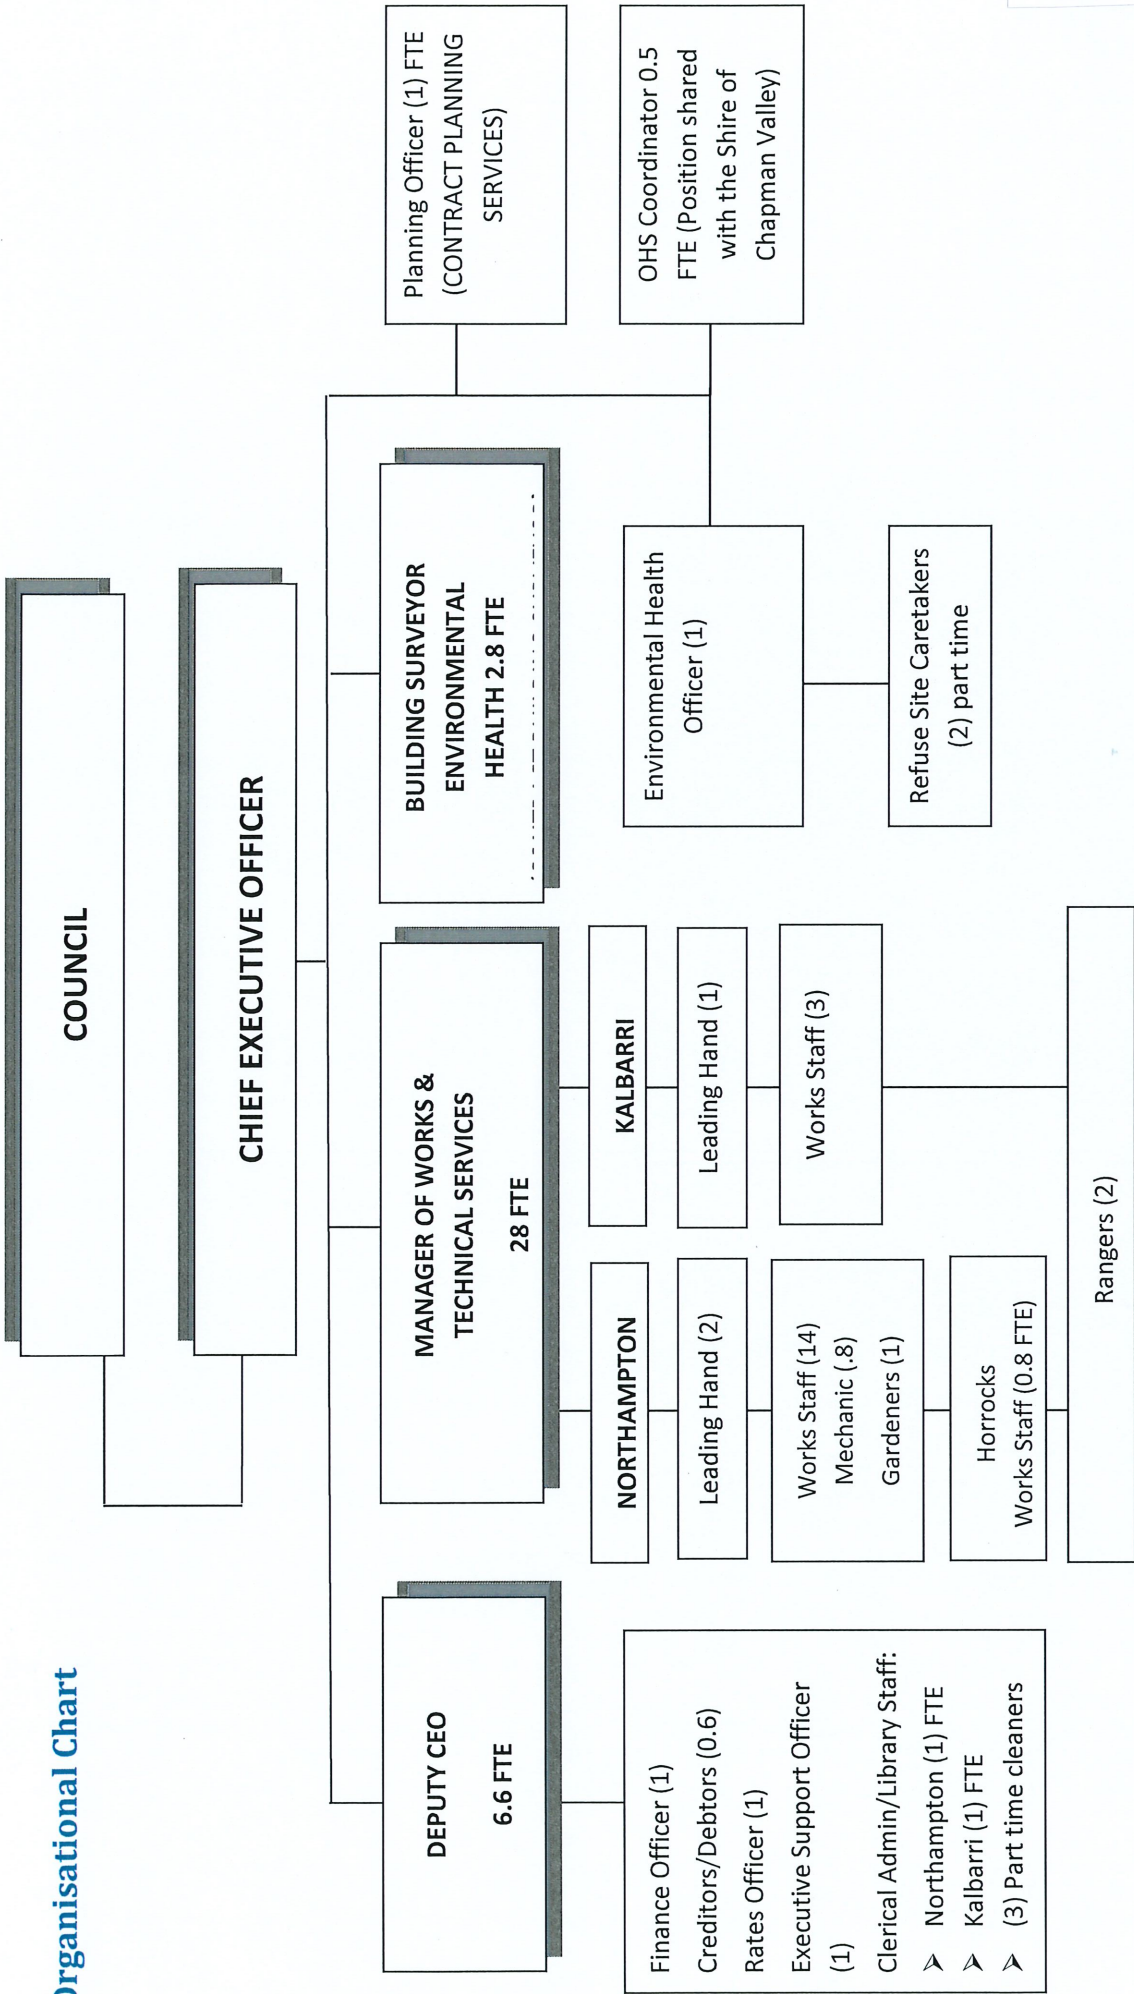 Organisational Chart
COUNCIL
CHIEF EXECUTIVE OFFICER
DEPUTY CEO
6.6 FTE
Finance Officer (1)
Creditors/Debtors (0.6)
Rates Officer (1)
Executive Support Officer
(1)
Clerical Admin/Library Staff:
➢ Northampton (1) FTE
➢ Kalbarri (1) FTE
➢ (3) Part time cleaners
MANAGER OF WORKS &
TECHNICAL SERVICES
28 FTE
NORTHAMPTON
Leading Hand (2)
Works Staff (14)
Mechanic (.8)
Gardeners (1)
Horrocks
Works Staff (0.8 FTE)
KALBARRI
Leading Hand (1)
Works Staff (3)
Rangers (2)
BUILDING SURVEYOR
ENVIRONMENTAL
HEALTH 2.8 FTE
Environmental Health
Officer (1)
Refuse Site Caretakers
(2) part time
Planning Officer (1) FTE
(CONTRACT PLANNING
SERVICES)
OHS Coordinator 0.5
FTE (Position shared
with the Shire of
Chapman Valley)